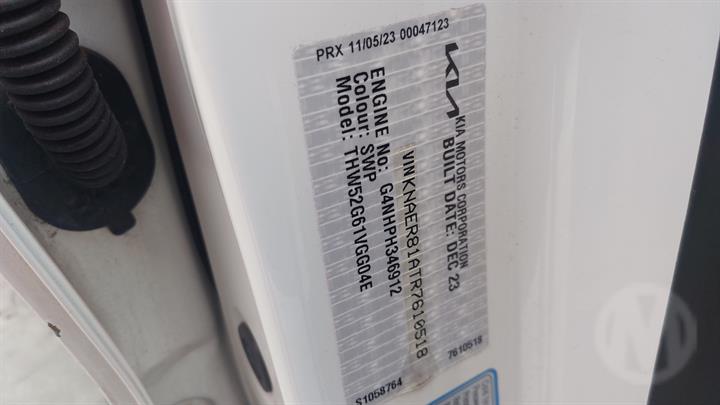 PRX 11/05/23 00047123
KIA
KIA MOTORS CORPORATION
BUILT DATE: DEC 23
VIN KNAER81ATR7610518
ENGINE No: G4NHPH346912
Colour: SWP
Model: THW52G61VGG04E
S1058764
7610518
M